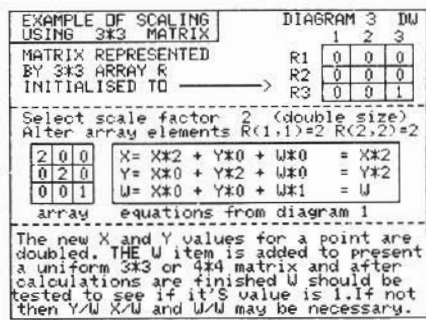 EXAMPLE OF SCALING
USING 3*3 MATRIX
DIAGRAM 3 DW
1 2 3
MATRIX REPRESENTED
BY 3*3 ARRAY R
INITIALISED TO
R1 0 0 0
R2 0 0 0
R3 0 0 1
Select scale factor 2 (double size)
Alter array elements R(1,1)=2 R(2,2)=2
2 0 0
0 2 0
0 0 1
array
X= X*2 + Y*0 + W*0 = X*2
Y= X*0 + Y*2 + W*0 = Y*2
W= X*0 + Y*0 + W*1 = W
equations from diagram 1
The new X and Y values for a point are
doubled. THE W item is added to present
a uniform 3*3 or 4*4 matrix and after
calculations are finished W should be
tested to see if it'S value is 1.If not
then Y/W X/W and W/W may be necessary.